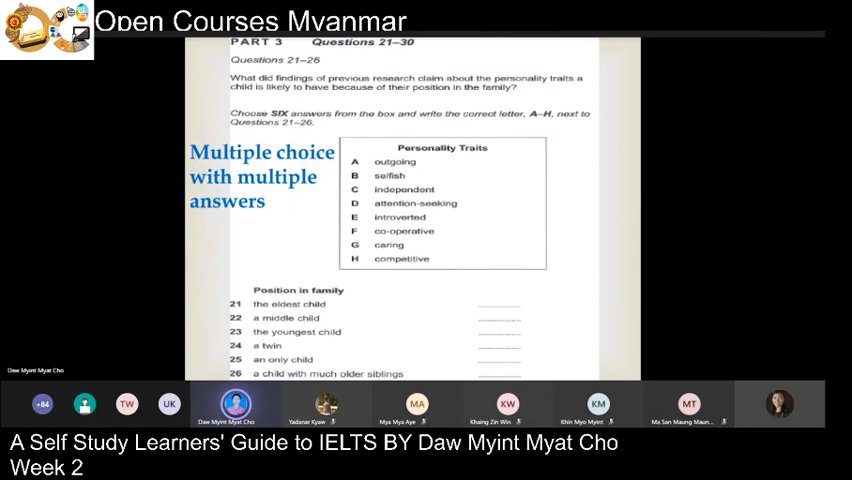 Open Courses Mvanmar
PART 3 Questions 21–30
Questions 21–26
What did findings of previous research claim about the personality traits a
child is likely to have because of their position in the family?
Choose SIX answers from the box and write the correct letter, A–H, next to
Questions 21–26.
Multiple choice
with multiple
answers
Personality Traits
A outgoing
B selfish
C independent
D attention-seeking
E introverted
F co-operative
G caring
H competitive
Position in family
21 the eldest child ................
22 a middle child ................
23 the youngest child ................
24 a twin ................
25 an only child ................
26 a child with much older siblings ................
Daw Myint Myat Cho
+84
TW
UK
MA
KW
KM
MT
Daw Myint Myat Cho
Yadanar Kyaw
Mya Mya Aye
Khaing Zin Win
Khin Myo Myint
Ma San Maung Maun...
A Self Study Learners' Guide to IELTS BY Daw Myint Myat Cho
Week 2